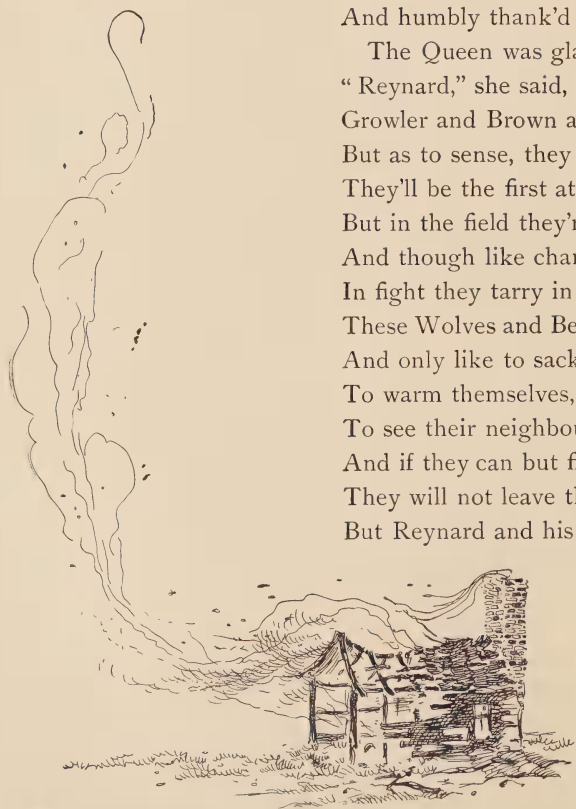 And humbly thank'd
The Queen was gla
“ Reynard,” she said,
Growler and Brown a
But as to sense, they
They'll be the first at
But in the field they'r
And though like char
In fight they tarry in
These Wolves and Be
And only like to sack
To warm themselves,
To see their neighbou
And if they can but fi
They will not leave th
But Reynard and his